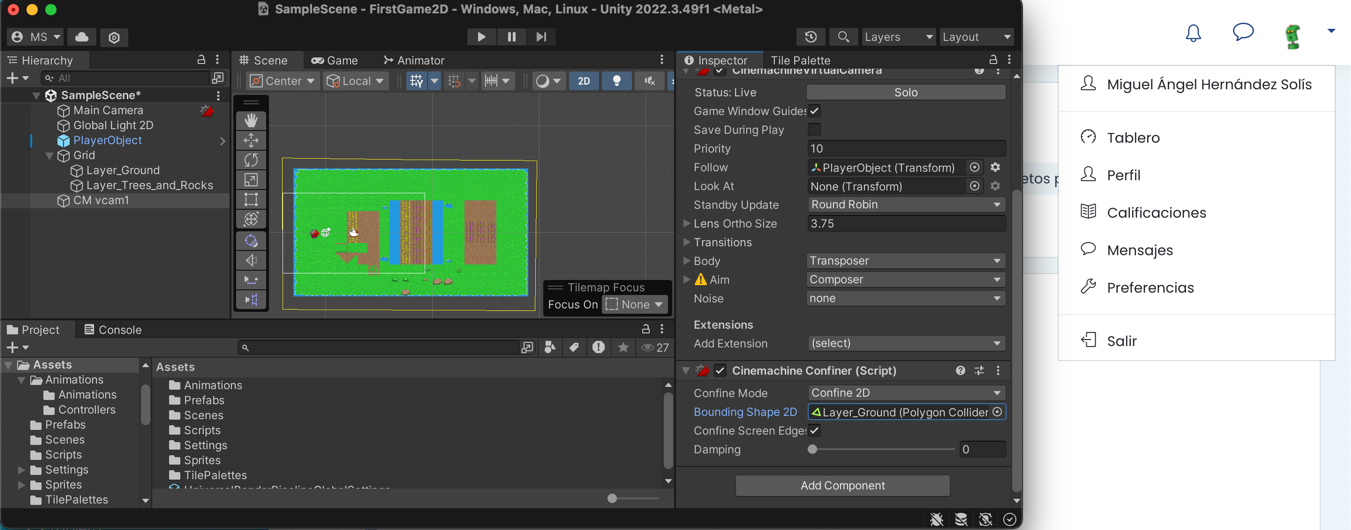 SampleScene - FirstGame2D - Windows, Mac, Linux - Unity 2022.3.49f1 <Metal>
MS
Layers
Layout
Hierarchy
All
SampleScene*
Main Camera
Global Light 2D
PlayerObject
Grid
Layer_Ground
Layer_Trees_and_Rocks
CM vcam1
Scene
Game
Animator
Center
Local
2D
Tilemap Focus
Focus On
None
Inspector
Tile Palette
CinemachineVirtualCamera
Status: Live
Solo
Game Window Guides
Save During Play
Priority
10
Follow
PlayerObject (Transform)
Look At
None (Transform)
Standby Update
Round Robin
Lens Ortho Size
3.75
Transitions
Body
Transposer
Aim
Composer
Noise
none
Extensions
Add Extension
(select)
Cinemachine Confiner (Script)
Confine Mode
Confine 2D
Bounding Shape 2D
Layer_Ground (Polygon Collider
Confine Screen Edges
Damping
0
Add Component
Project
Console
27
Assets
Animations
Animations
Controllers
Prefabs
Scenes
Scripts
Settings
Sprites
TilePalettes
Assets
Animations
Prefabs
Scenes
Scripts
Settings
Sprites
TilePalettes
etos p
Miguel Ángel Hernández Solís
Tablero
Perfil
Calificaciones
Mensajes
Preferencias
Salir